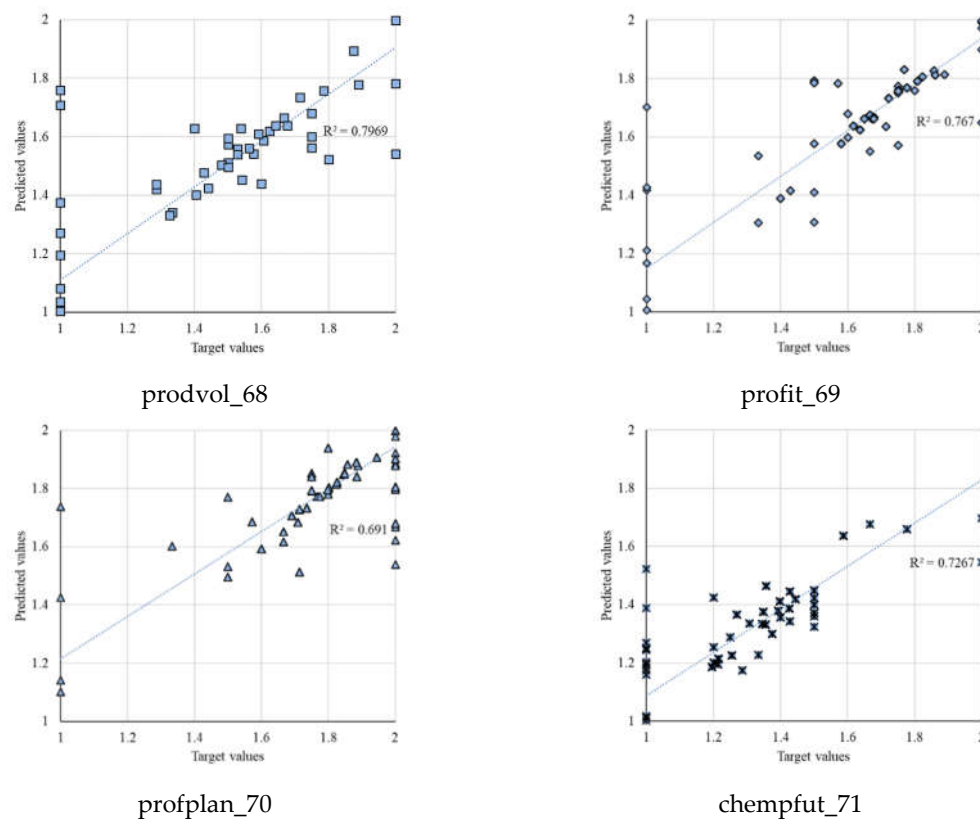 2
1.8
1.6
1.4
1.2
1
Predicted values
R² = 0.7969
1 1.2 1.4 1.6 1.8 2
Target values
prodvol_68
2
1.8
1.6
1.4
1.2
1
Predicted values
R² = 0.767
1 1.2 1.4 1.6 1.8 2
Target values
profit_69
2
1.8
1.6
1.4
1.2
1
Predicted values
R² = 0.691
1 1.2 1.4 1.6 1.8 2
Target values
profplan_70
2
1.8
1.6
1.4
1.2
1
Predicted values
R² = 0.7267
1 1.2 1.4 1.6 1.8 2
Target values
chempfut_71